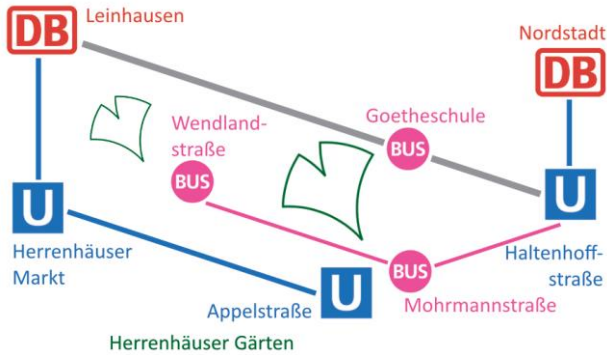 DB Leinhausen
Nordstadt
DB
Goetheschule
BUS
Wendland-
straße
BUS
U
Herrenhäuser
Markt
U
Haltenhoff-
straße
BUS
Mohrmannstraße
Appelstraße U
Herrenhäuser Gärten